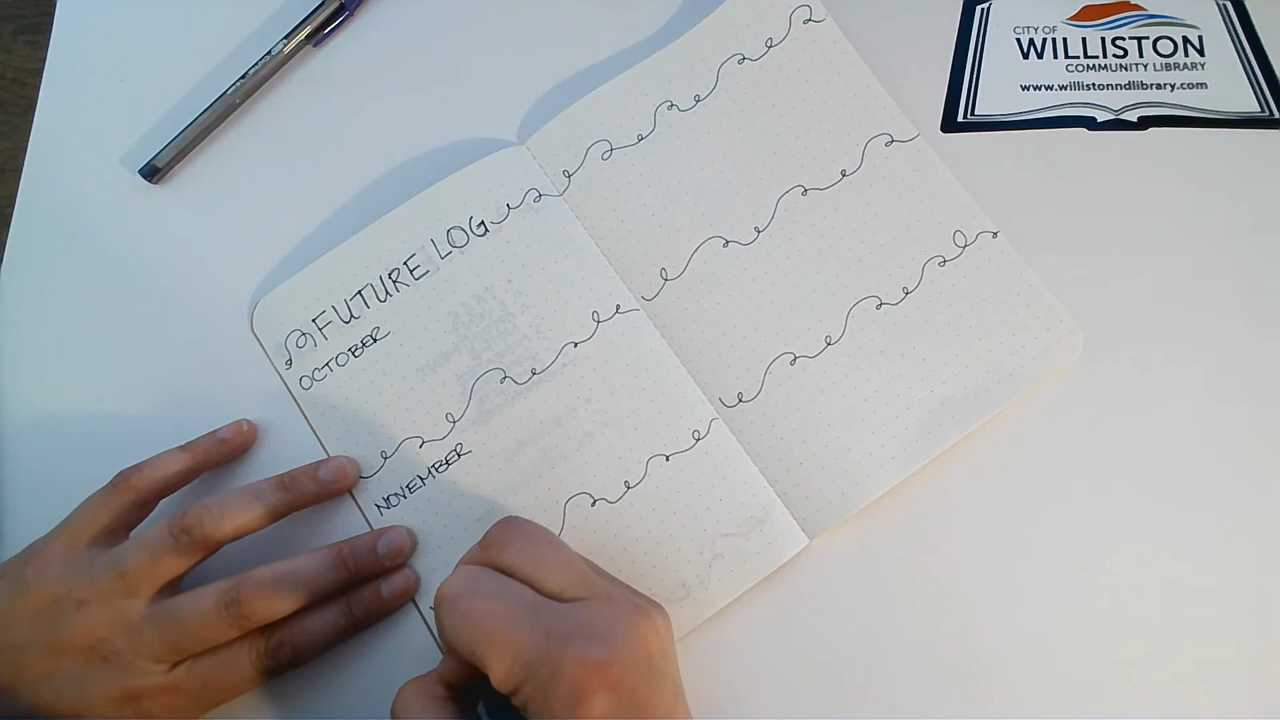 FUTURE LOG
OCTOBER
NOVEMBER
CITY OF
WILLISTON
COMMUNITY LIBRARY
www.willistonndlibrary.com